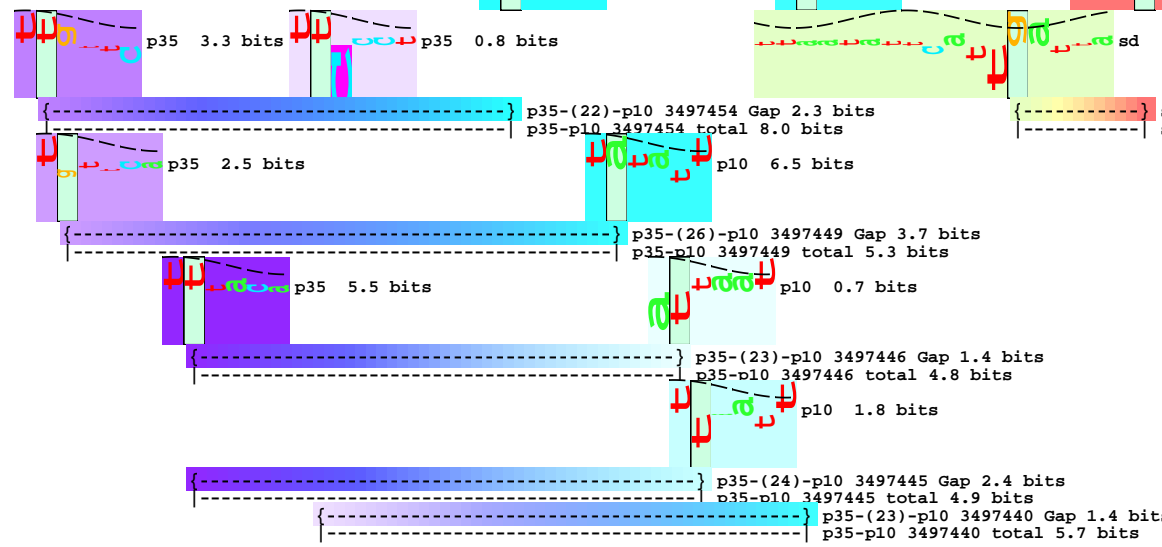 p35 3.3 bits
p35 0.8 bits
sd
p35-(22)-p10 3497454 Gap 2.3 bits
p35-p10 3497454 total 8.0 bits
p35 2.5 bits
p10 6.5 bits
p35-(26)-p10 3497449 Gap 3.7 bits
p35-p10 3497449 total 5.3 bits
p35 5.5 bits
p10 0.7 bits
p35-(23)-p10 3497446 Gap 1.4 bits
p35-p10 3497446 total 4.8 bits
p10 1.8 bits
p35-(24)-p10 3497445 Gap 2.4 bits
p35-p10 3497445 total 4.9 bits
p35-(23)-p10 3497440 Gap 1.4 bits
p35-p10 3497440 total 5.7 bits